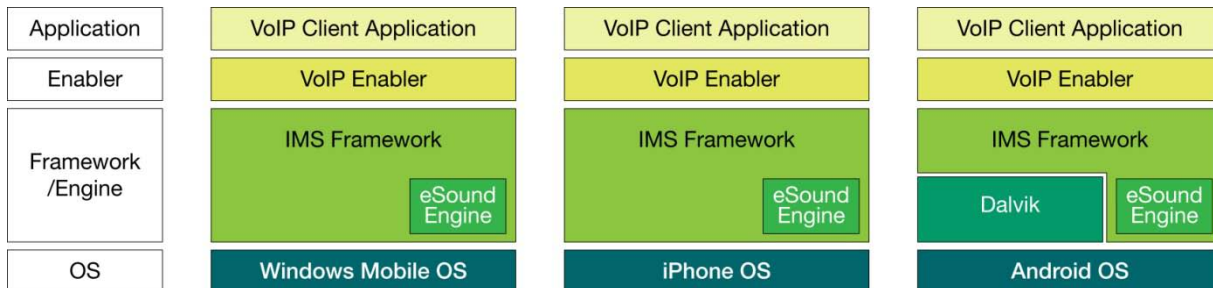 Application
VoIP Client Application
VoIP Client Application
VoIP Client Application
Enabler
VoIP Enabler
VoIP Enabler
VoIP Enabler
Framework
/Engine
IMS Framework
eSound
Engine
IMS Framework
eSound
Engine
IMS Framework
Dalvik
eSound
Engine
OS
Windows Mobile OS
iPhone OS
Android OS